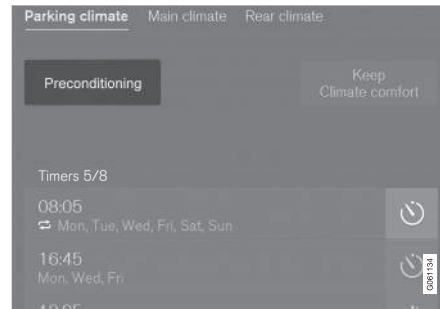 Parking climate Main climate Rear climate
Preconditioning
Keep
Climate comfort
Timers 5/8
08:05
Mon, Tue, Wed, Fri, Sat, Sun
16:45
Mon, Wed, Fri
G061134